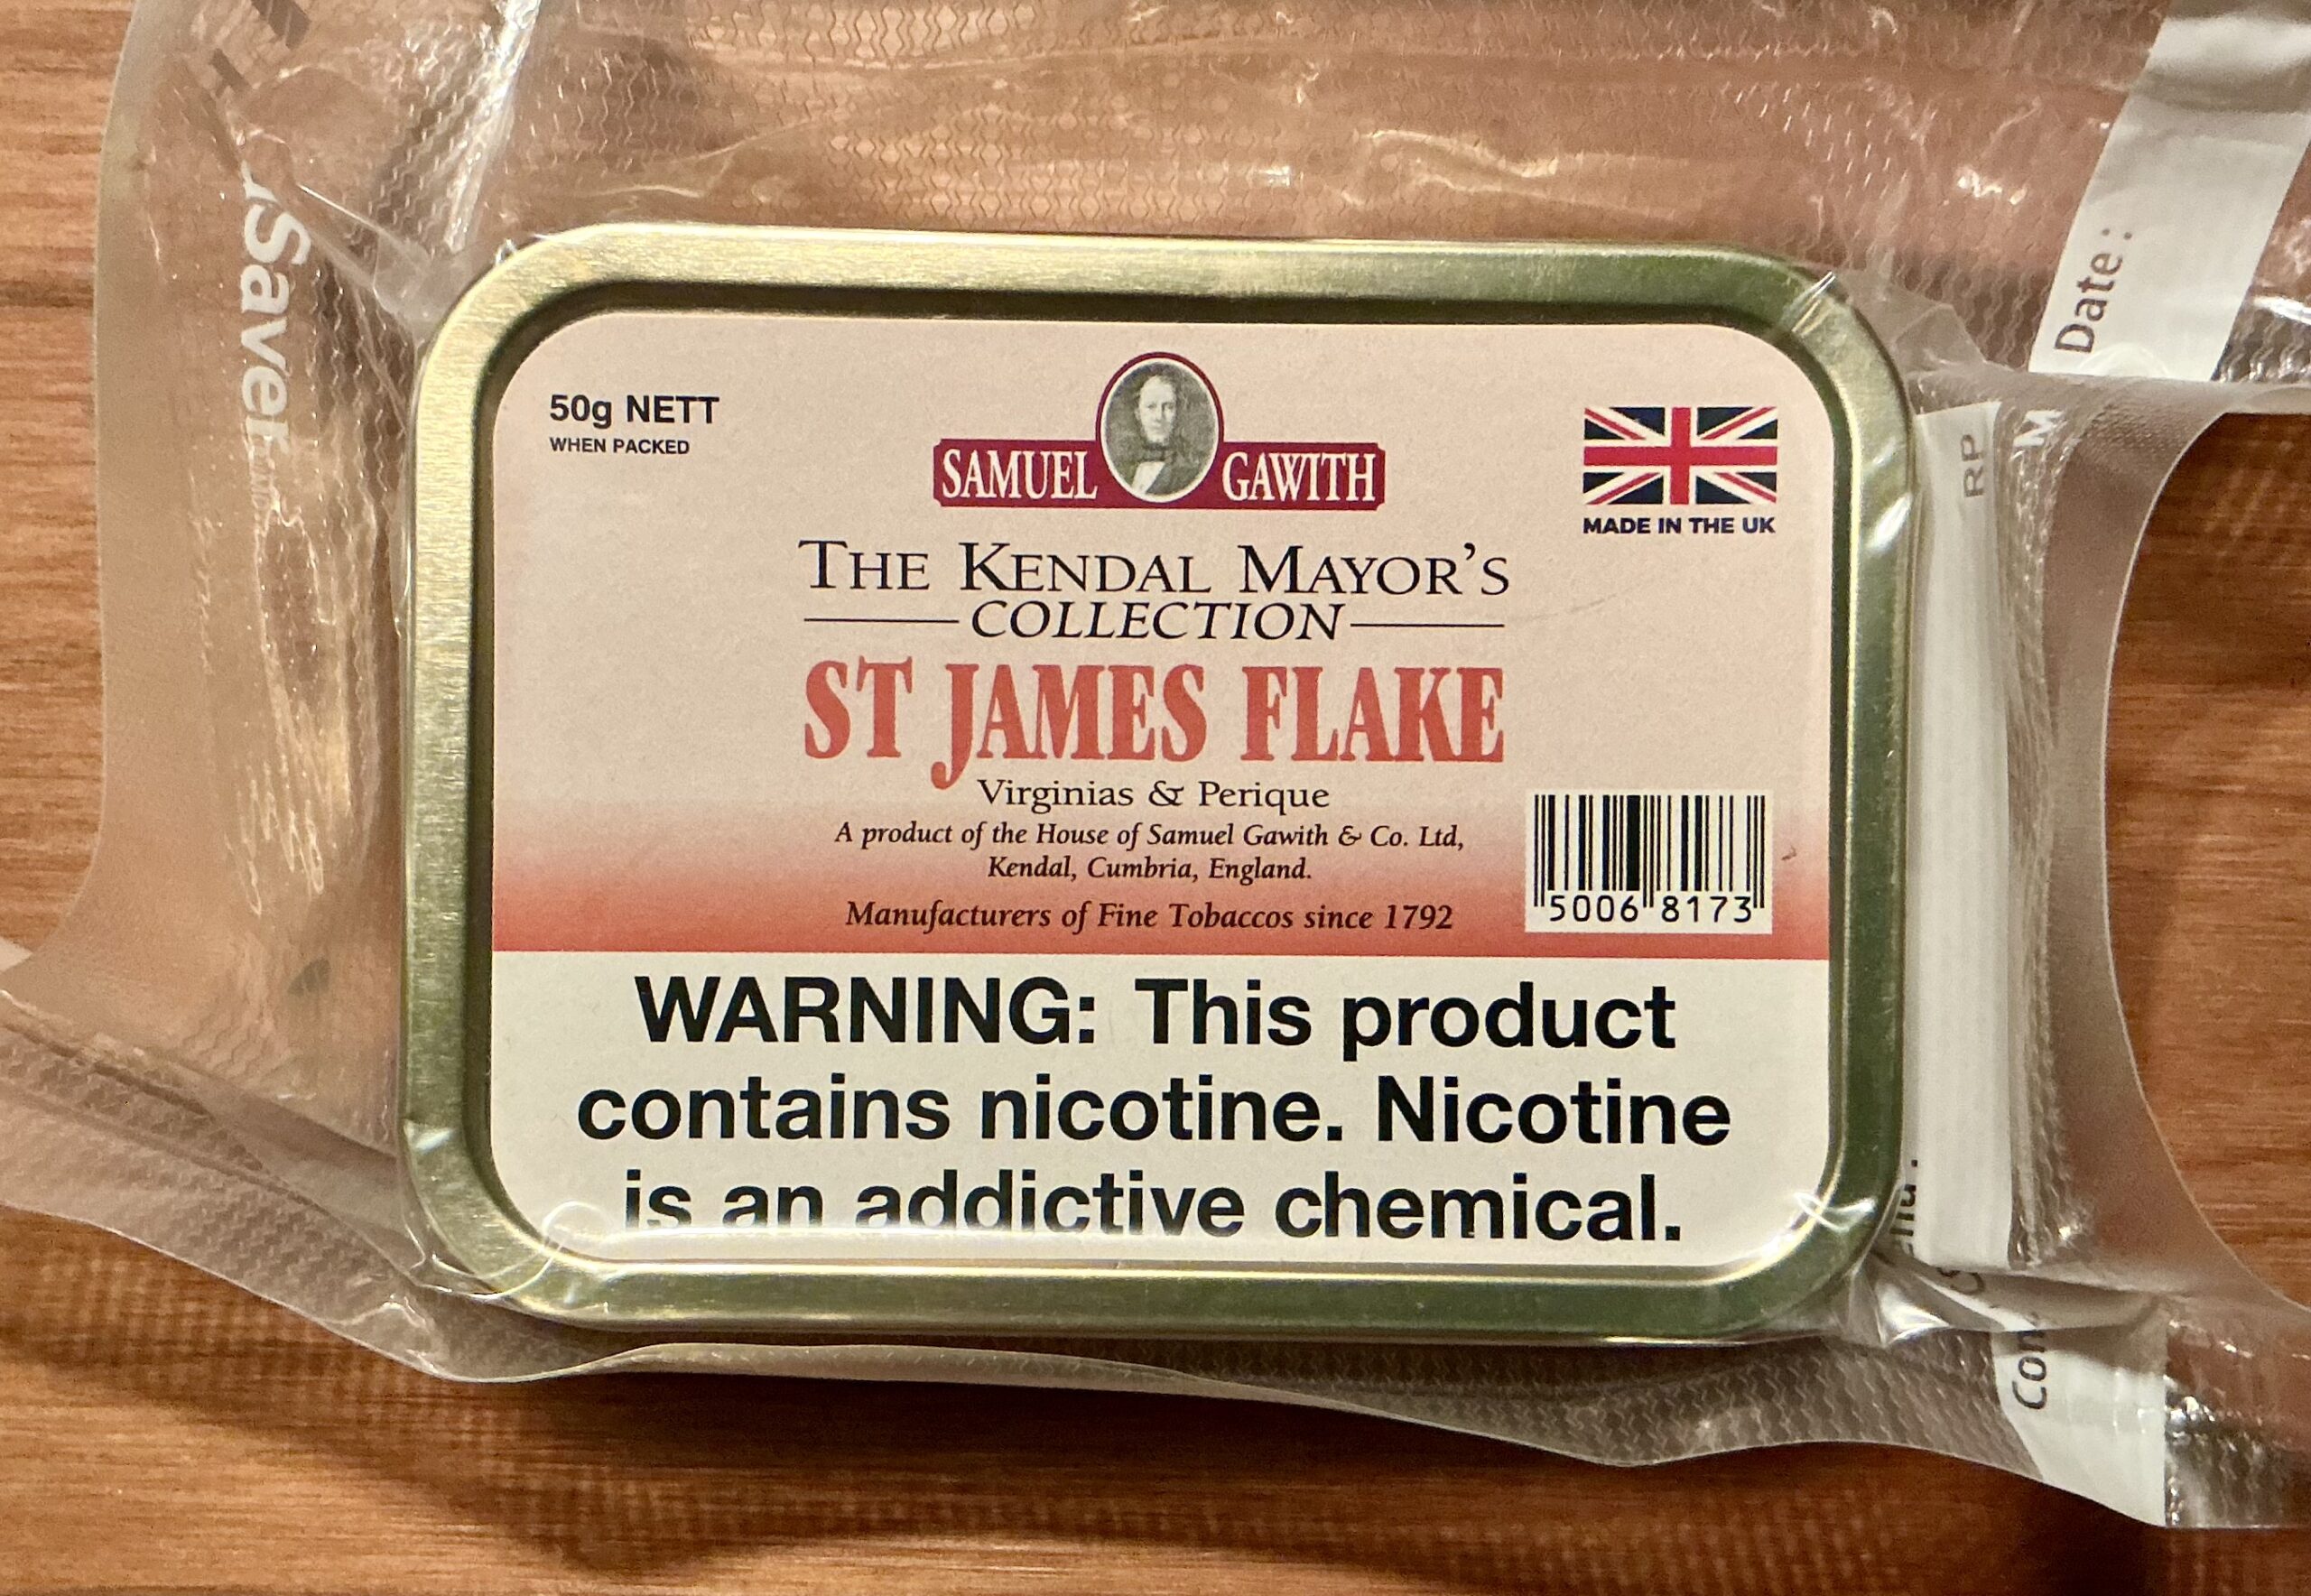 Saver
Date:
50g NETT
WHEN PACKED
SAMUEL GAWITH
MADE IN THE UK
THE KENDAL MAYOR'S
COLLECTION
ST JAMES FLAKE
Virginias & Perique
A product of the House of Samuel Gawith & Co. Ltd,
Kendal, Cumbria, England.
Manufacturers of Fine Tobaccos since 1792
5006 8173
WARNING: This product
contains nicotine. Nicotine
is an addictive chemical.